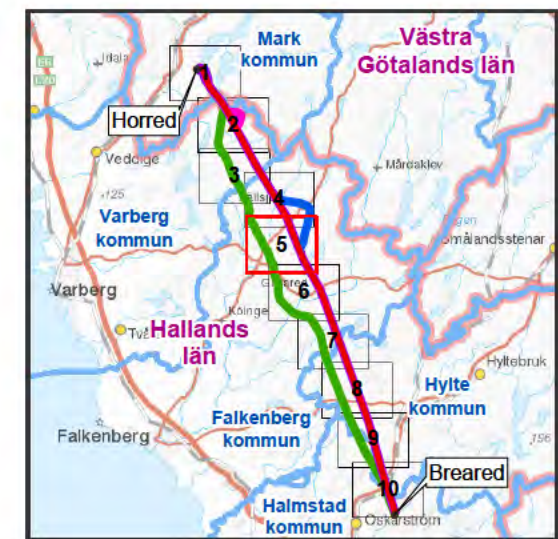 Mark
kommun
Västra
Götalands län
Idala
1
Horred
2
Veddige
3
Mårdaklev
4
Varberg
kommun
5
Smålandsstenar
Varberg
6
Köinge
Hallands
län
7
Hyltebruk
8
Hylte
kommun
Falkenberg
kommun
Falkenberg
9
Breared
10
Halmstad
kommun
Oskarström